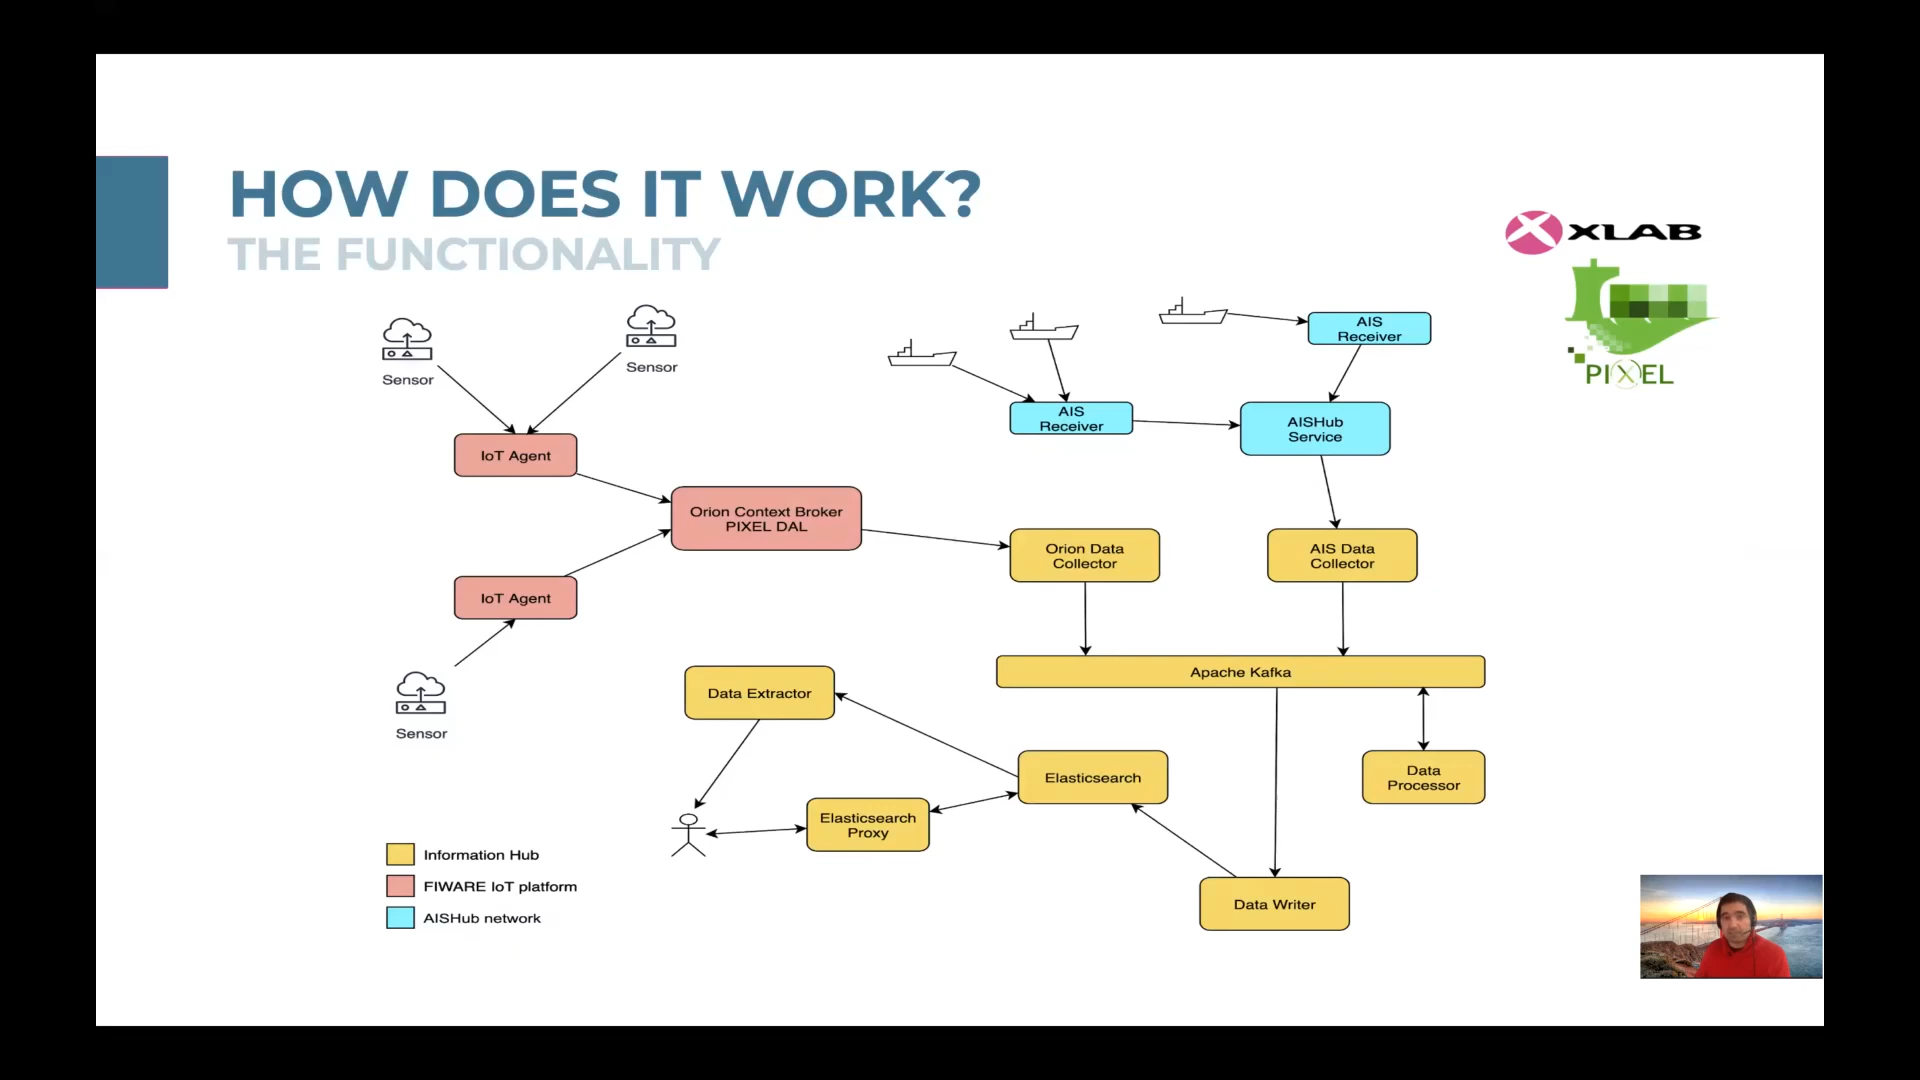 HOW DOES IT WORK?
THE FUNCTIONALITY
XLAB
PIXEL
Sensor
Sensor
AIS
Receiver
AIS
Receiver
AISHub
Service
IoT Agent
Orion Context Broker
PIXEL DAL
Orion Data
Collector
AIS Data
Collector
IoT Agent
Sensor
Apache Kafka
Data Extractor
Elasticsearch
Data
Processor
Elasticsearch
Proxy
Data Writer
Information Hub
FIWARE IoT platform
AISHub network